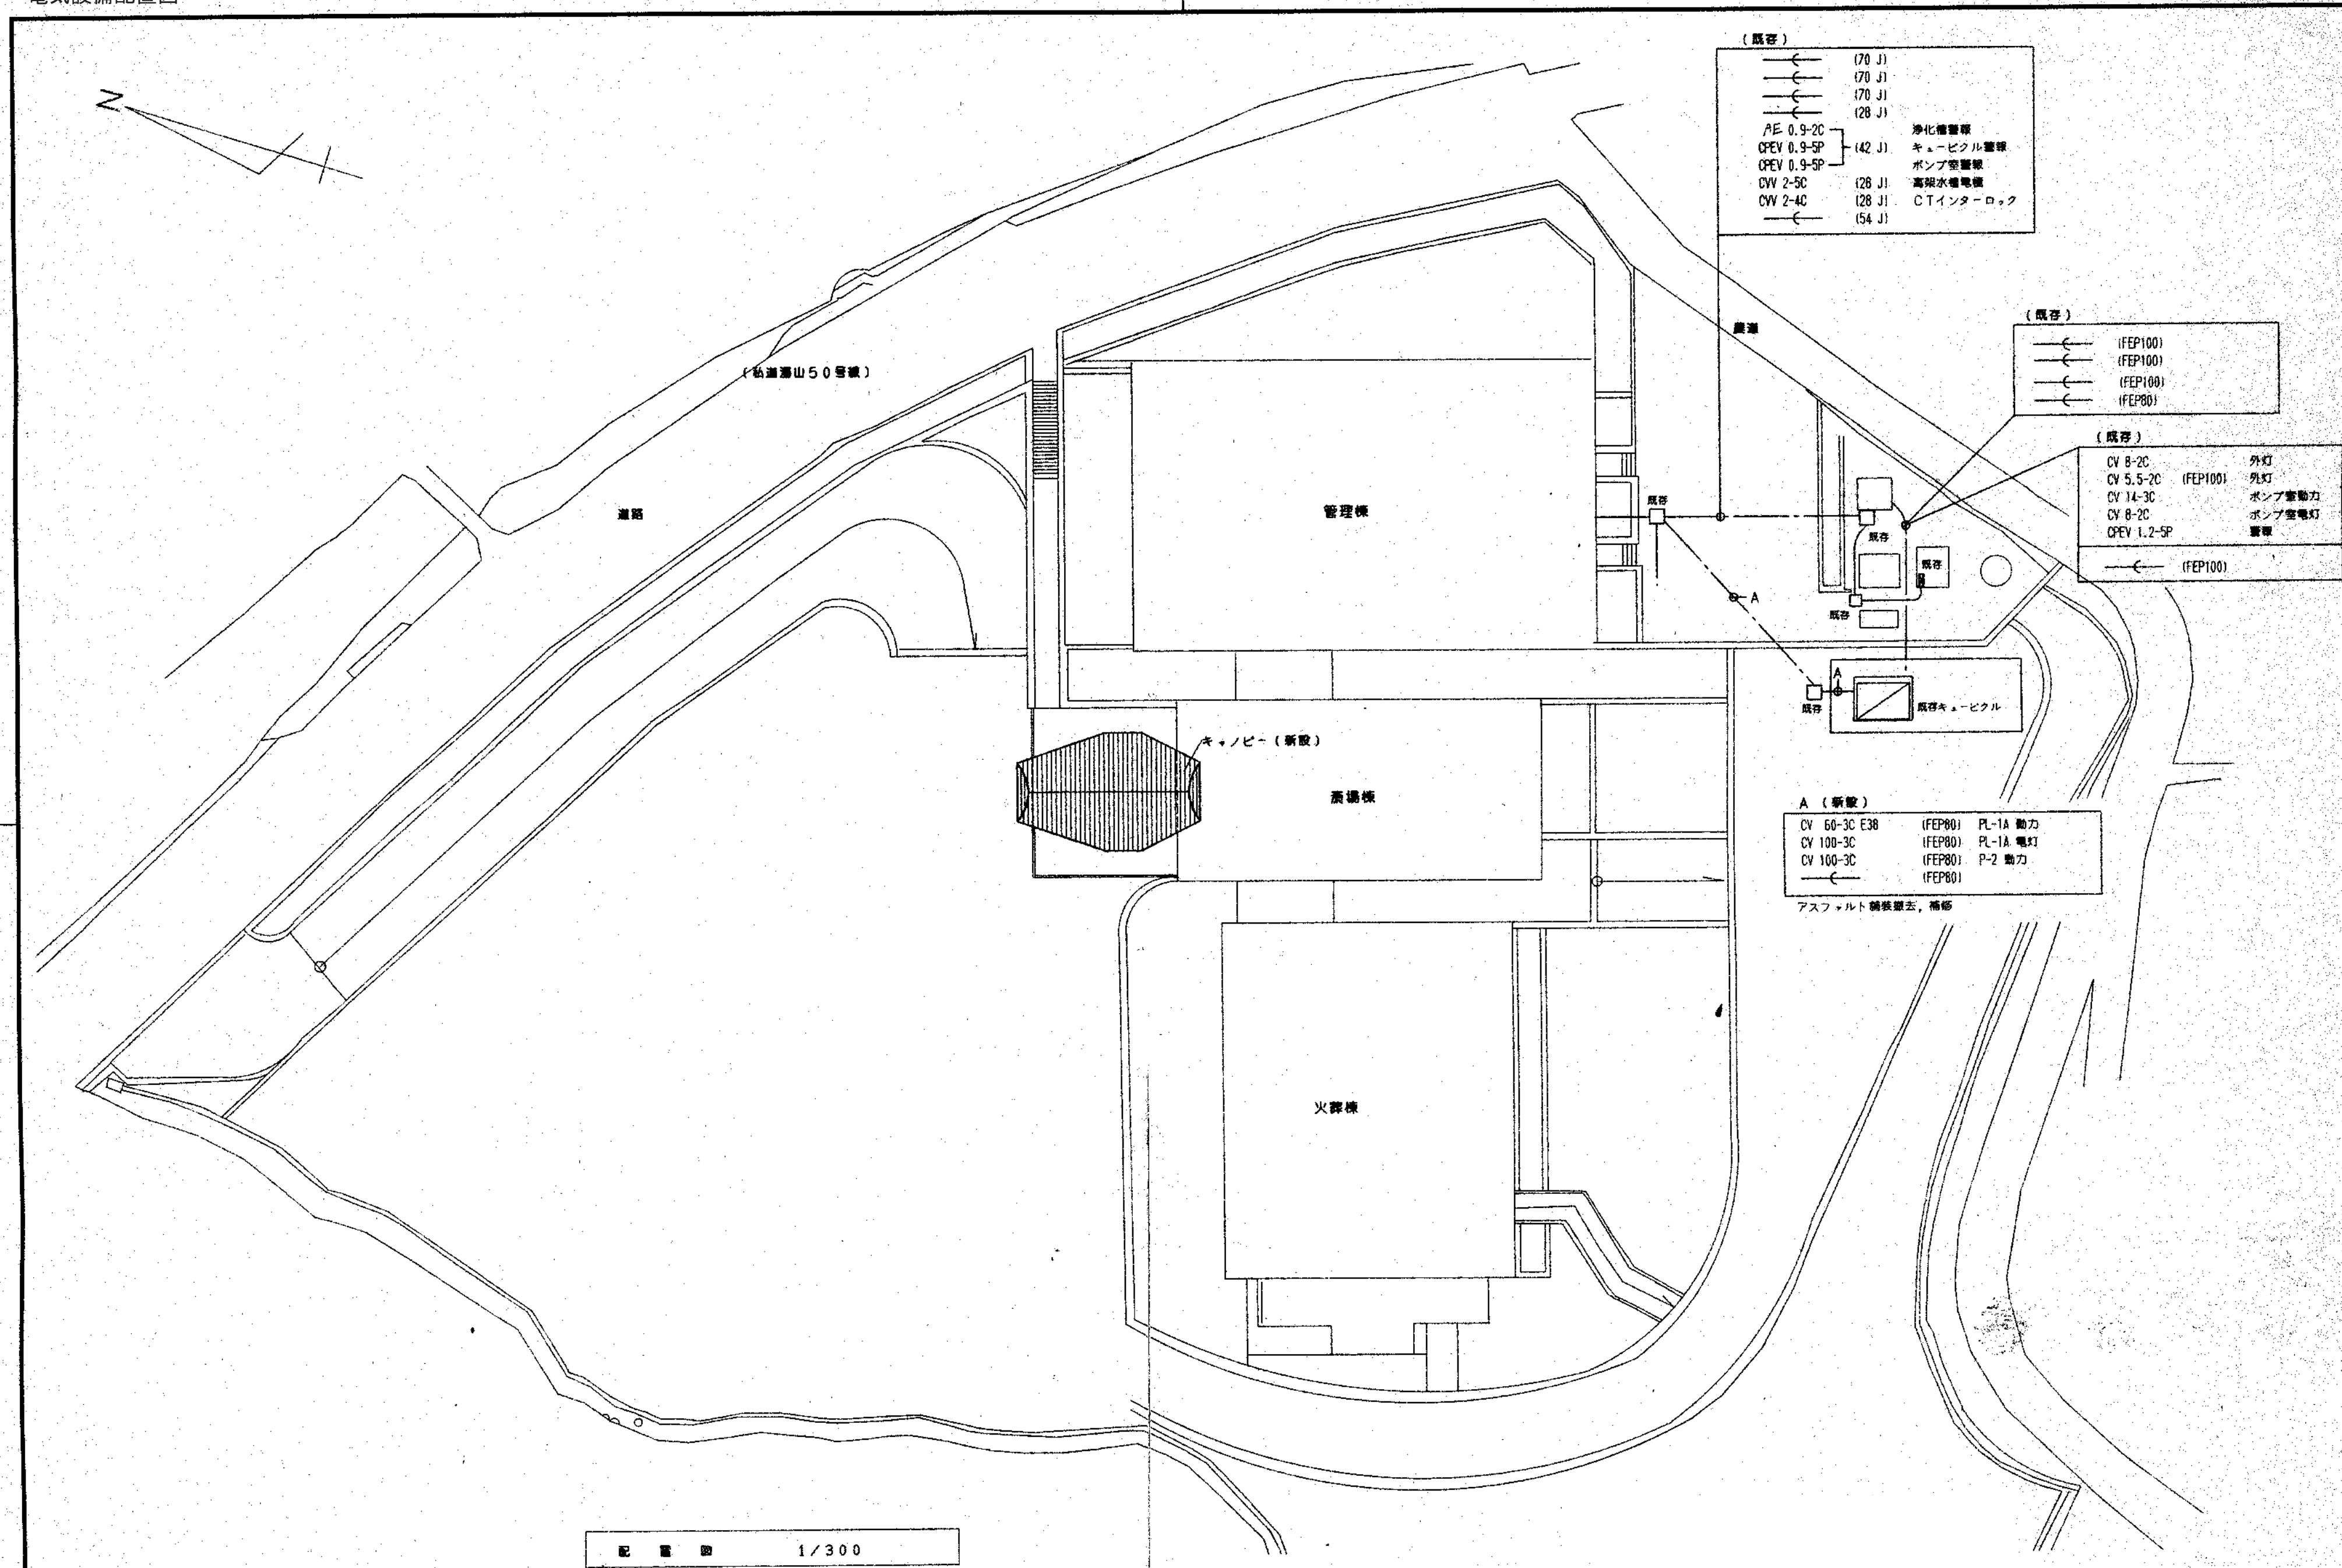 電気設備配置図
N
(既存)
(70 J)
(70 J)
(70 J)
(28 J)
AE 0.9-2C 浄化槽警報
CPEV 0.9-5P (42 J) キュービクル警報
CPEV 0.9-5P ポンプ室警報
CVV 2-5C (28 J) 高架水槽電極
CVV 2-4C (28 J) CTインターロック
(54 J)
(既存)
(FEP100)
(FEP100)
(FEP100)
(FEP80)
農道
(既存)
CV 8-2C 外灯
CV 5.5-2C (FEP100) 外灯
CV 14-3C ポンプ室動力
CV 8-2C ポンプ室電灯
CPEV 1.2-5P 警報
(FEP100)
道路
管理棟
既存
既存
既存
既存
A
A
既存
既存キュービクル
キャノピー(新設)
斎場棟
A (新設)
CV 60-3C E38 (FEP80) PL-1A 動力
CV 100-3C (FEP80) PL-1A 電灯
CV 100-3C (FEP80) P-2 動力
(FEP80)
アスファルト舗装撤去, 補修
火葬棟
配置図 1/300